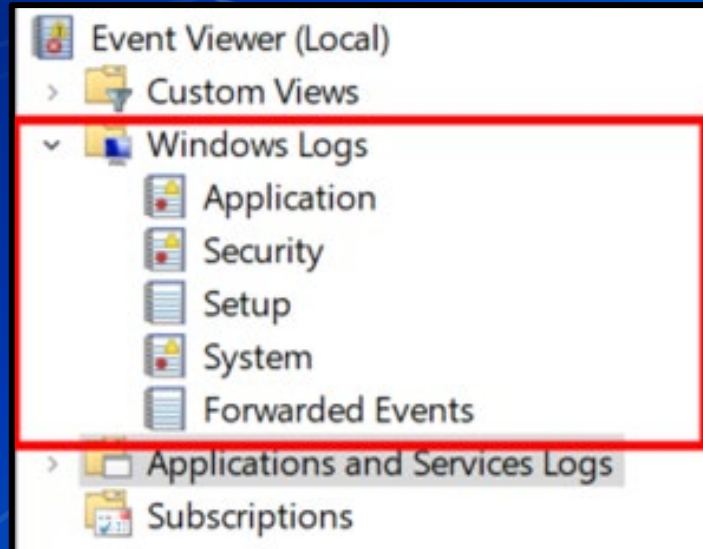 Event Viewer (Local)
Custom Views
Windows Logs
Application
Security
Setup
System
Forwarded Events
Applications and Services Logs
Subscriptions